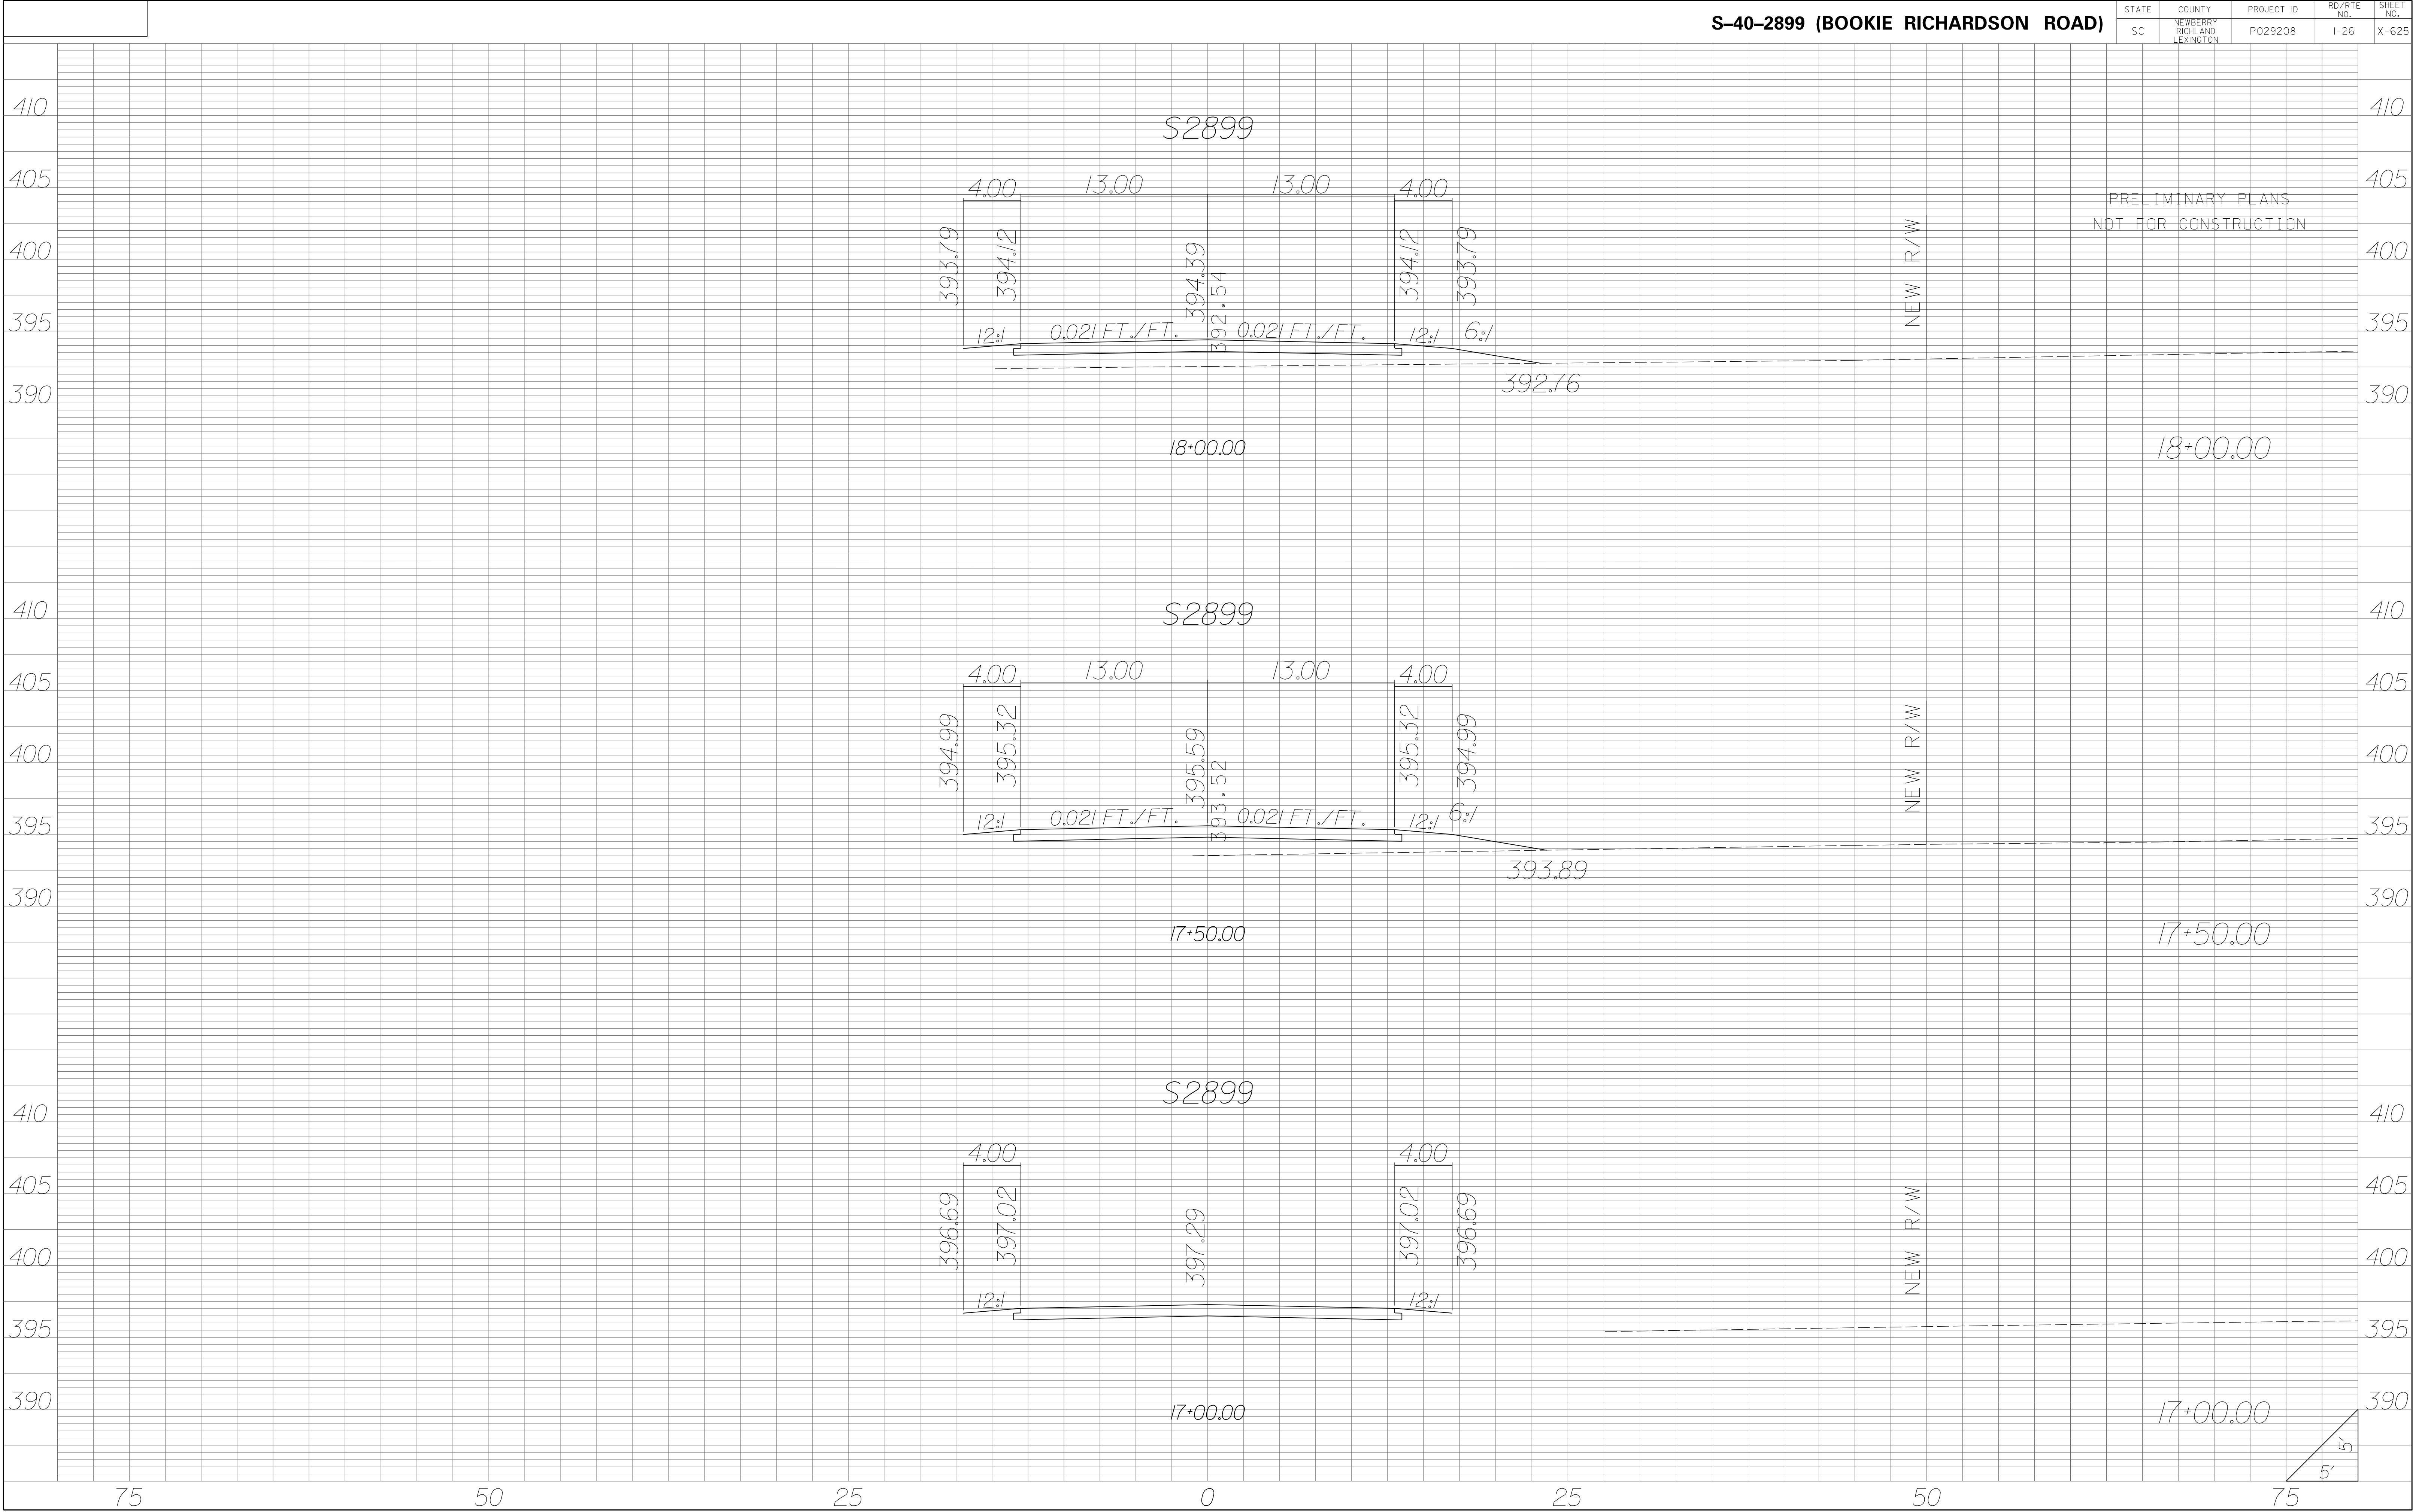 S-40-2899 (BOOKIE RICHARDSON ROAD)
STATE COUNTY PROJECT ID RD/RTE NO. SHEET NO.
SC NEWBERRY RICHLAND LEXINGTON P029208 I-26 X-625
410 410
S2899
405 4.00 13.00 13.00 4.00 405
PRELIMINARY PLANS
NOT FOR CONSTRUCTION
400 393.79 394.12 394.39 392.54 394.12 393.79 NEW R/W 400
395 12:1 0.021 FT./FT. 0.021 FT./FT. 12:1 6:1 395
392.76
390 390
18+00.00 18+00.00
410 S2899 410
405 4.00 13.00 13.00 4.00 405
400 394.99 395.32 395.59 393.52 395.32 394.99 NEW R/W 400
395 12:1 0.021 FT./FT. 0.021 FT./FT. 12:1 6:1 395
393.89
390 390
17+50.00 17+50.00
S2899
410 410
4.00 4.00
405 405
400 396.69 397.02 397.29 397.02 396.69 NEW R/W 400
12:1 12:1
395 395
390 390
17+00.00 17+00.00
5'
5'
75 50 25 0 25 50 75